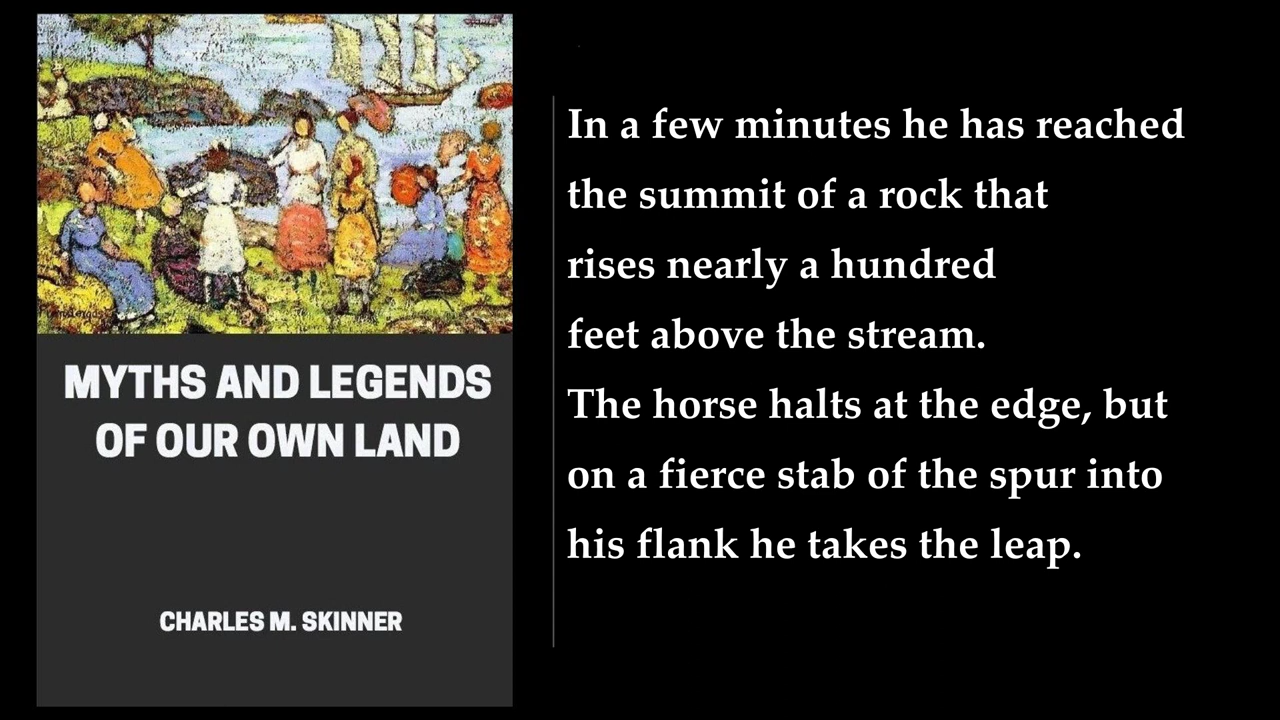 MYTHS AND LEGENDS
OF OUR OWN LAND
CHARLES M. SKINNER
In a few minutes he has reached
the summit of a rock that
rises nearly a hundred
feet above the stream.
The horse halts at the edge, but
on a fierce stab of the spur into
his flank he takes the leap.